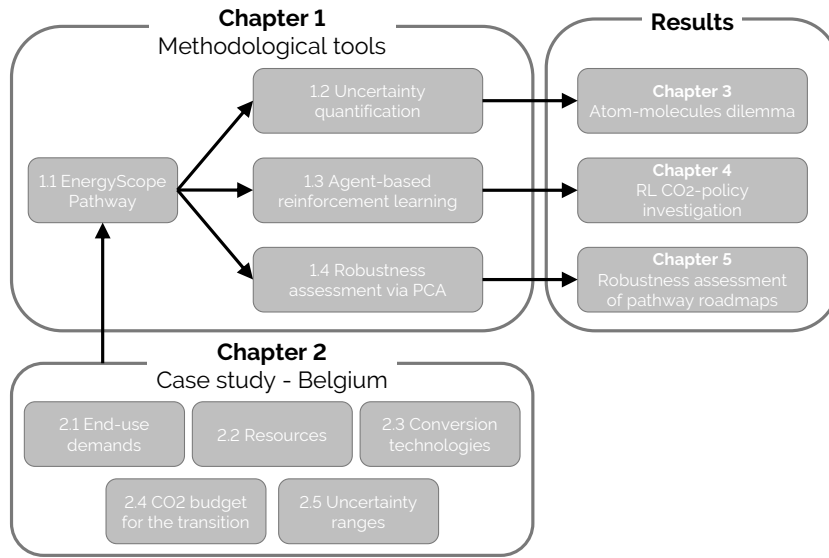 Chapter 1
Methodological tools
1.1 EnergyScope
Pathway
1.2 Uncertainty
quantification
1.3 Agent-based
reinforcement learning
1.4 Robustness
assessment via PCA
Results
Chapter 3
Atom-molecules dilemma
Chapter 4
RL CO2-policy
investigation
Chapter 5
Robustness assessment
of pathway roadmaps
Chapter 2
Case study - Belgium
2.1 End-use
demands
2.2 Resources
2.3 Conversion
technologies
2.4 CO2 budget
for the transition
2.5 Uncertainty
ranges